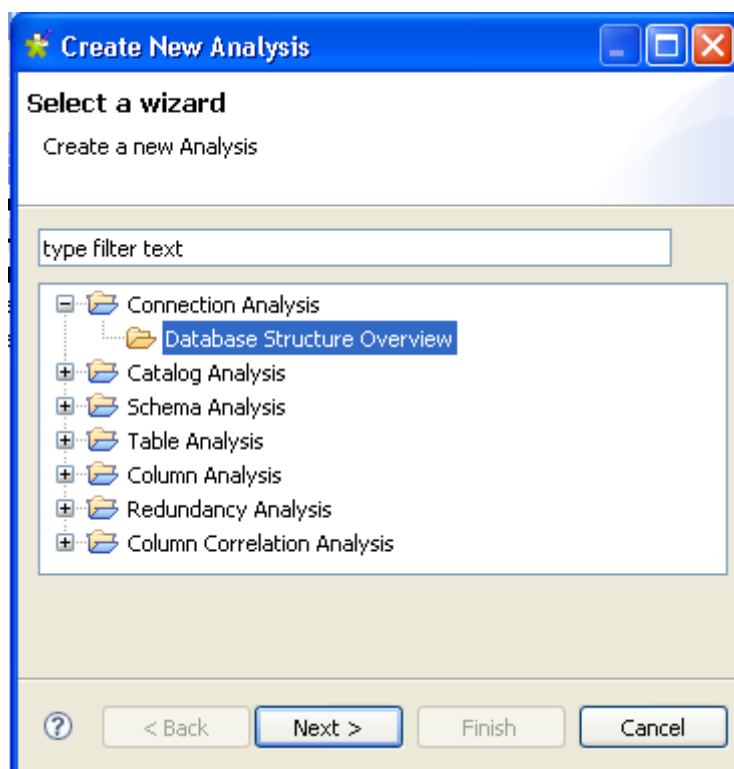 Create New Analysis
Select a wizard
Create a new Analysis
type filter text
Connection Analysis
Database Structure Overview
Catalog Analysis
Schema Analysis
Table Analysis
Column Analysis
Redundancy Analysis
Column Correlation Analysis
? < Back Next > Finish Cancel